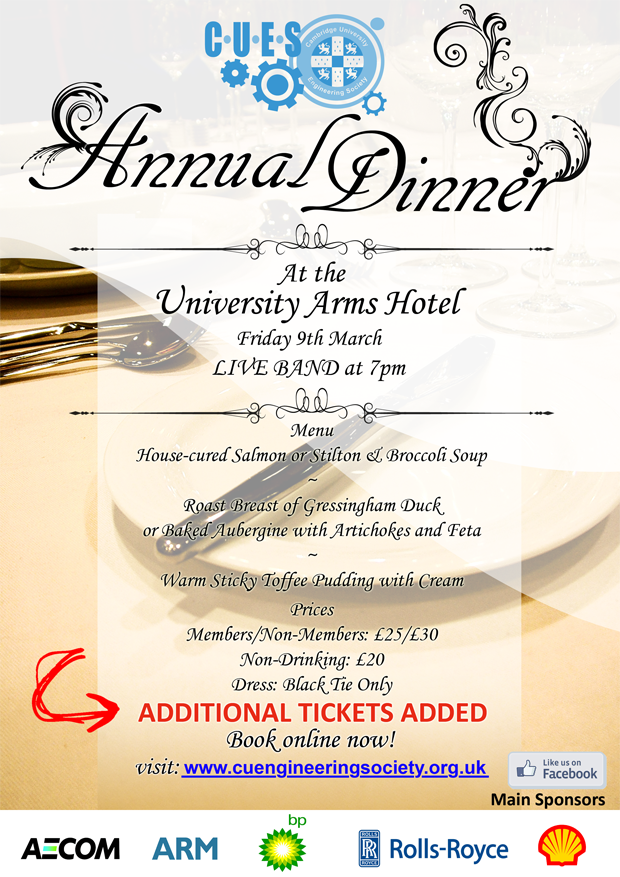 C·U·E·S
Cambridge University
Engineering Society
Annual Dinner
At the
University Arms Hotel
Friday 9th March
LIVE BAND at 7pm
Menu
House-cured Salmon or Stilton & Broccoli Soup
~
Roast Breast of Gressingham Duck
or Baked Aubergine with Artichokes and Feta
~
Warm Sticky Toffee Pudding with Cream
Prices
Members/Non-Members: £25/£30
Non-Drinking: £20
Dress: Black Tie Only
ADDITIONAL TICKETS ADDED
Book online now!
visit: www.cuengineeringsociety.org.uk
Like us on
Facebook
Main Sponsors
bp
AECOM ARM ROLLS RR ROYCE Rolls-Royce